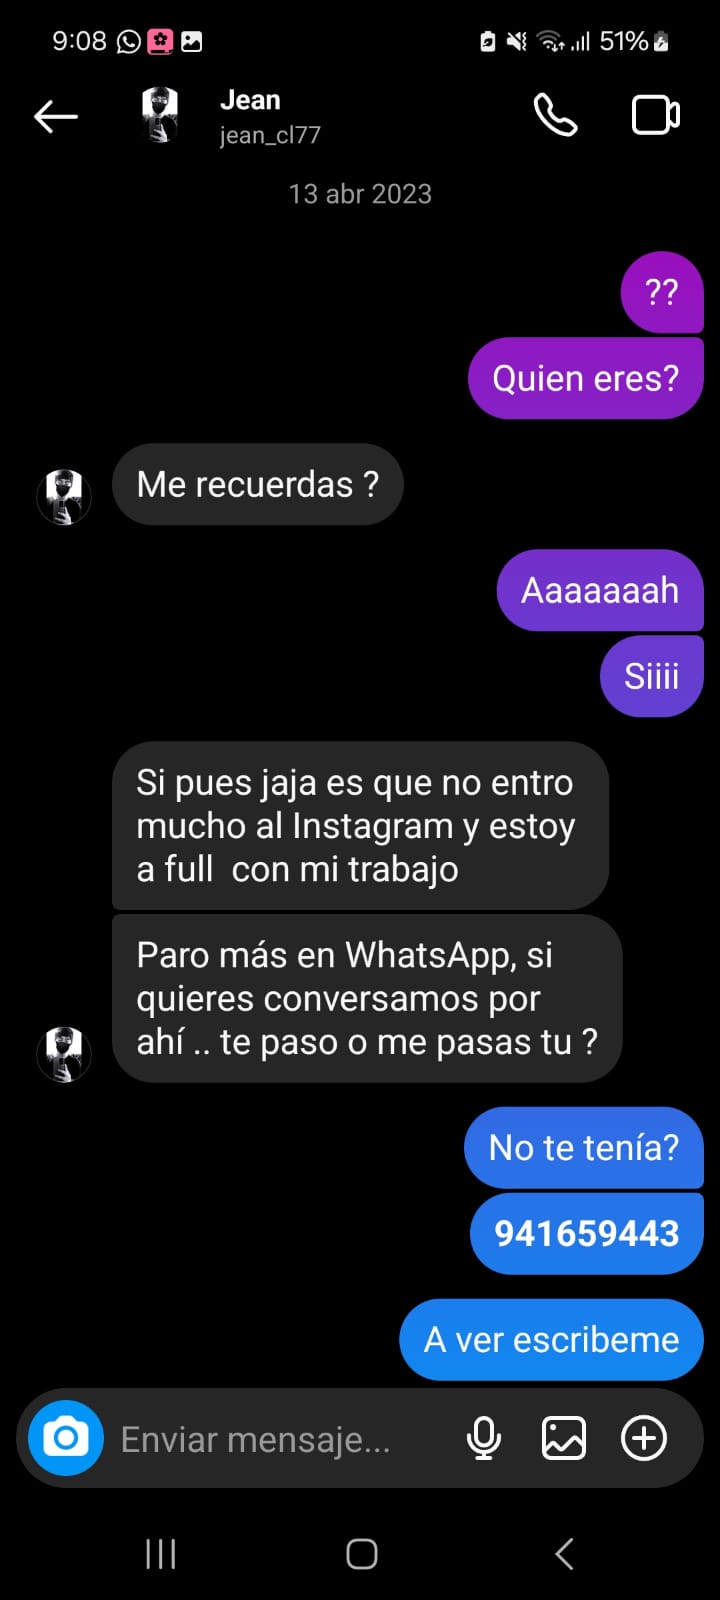 9:08
51%
Jean
jean_cl77
13 abr 2023
??
Quien eres?
Me recuerdas ?
Aaaaaaah
Siiii
Si pues jaja es que no entro
mucho al Instagram y estoy
a full  con mi trabajo
Paro más en WhatsApp, si
quieres conversamos por
ahí .. te paso o me pasas tu ?
No te tenía?
941659443
A ver escribeme
Enviar mensaje...